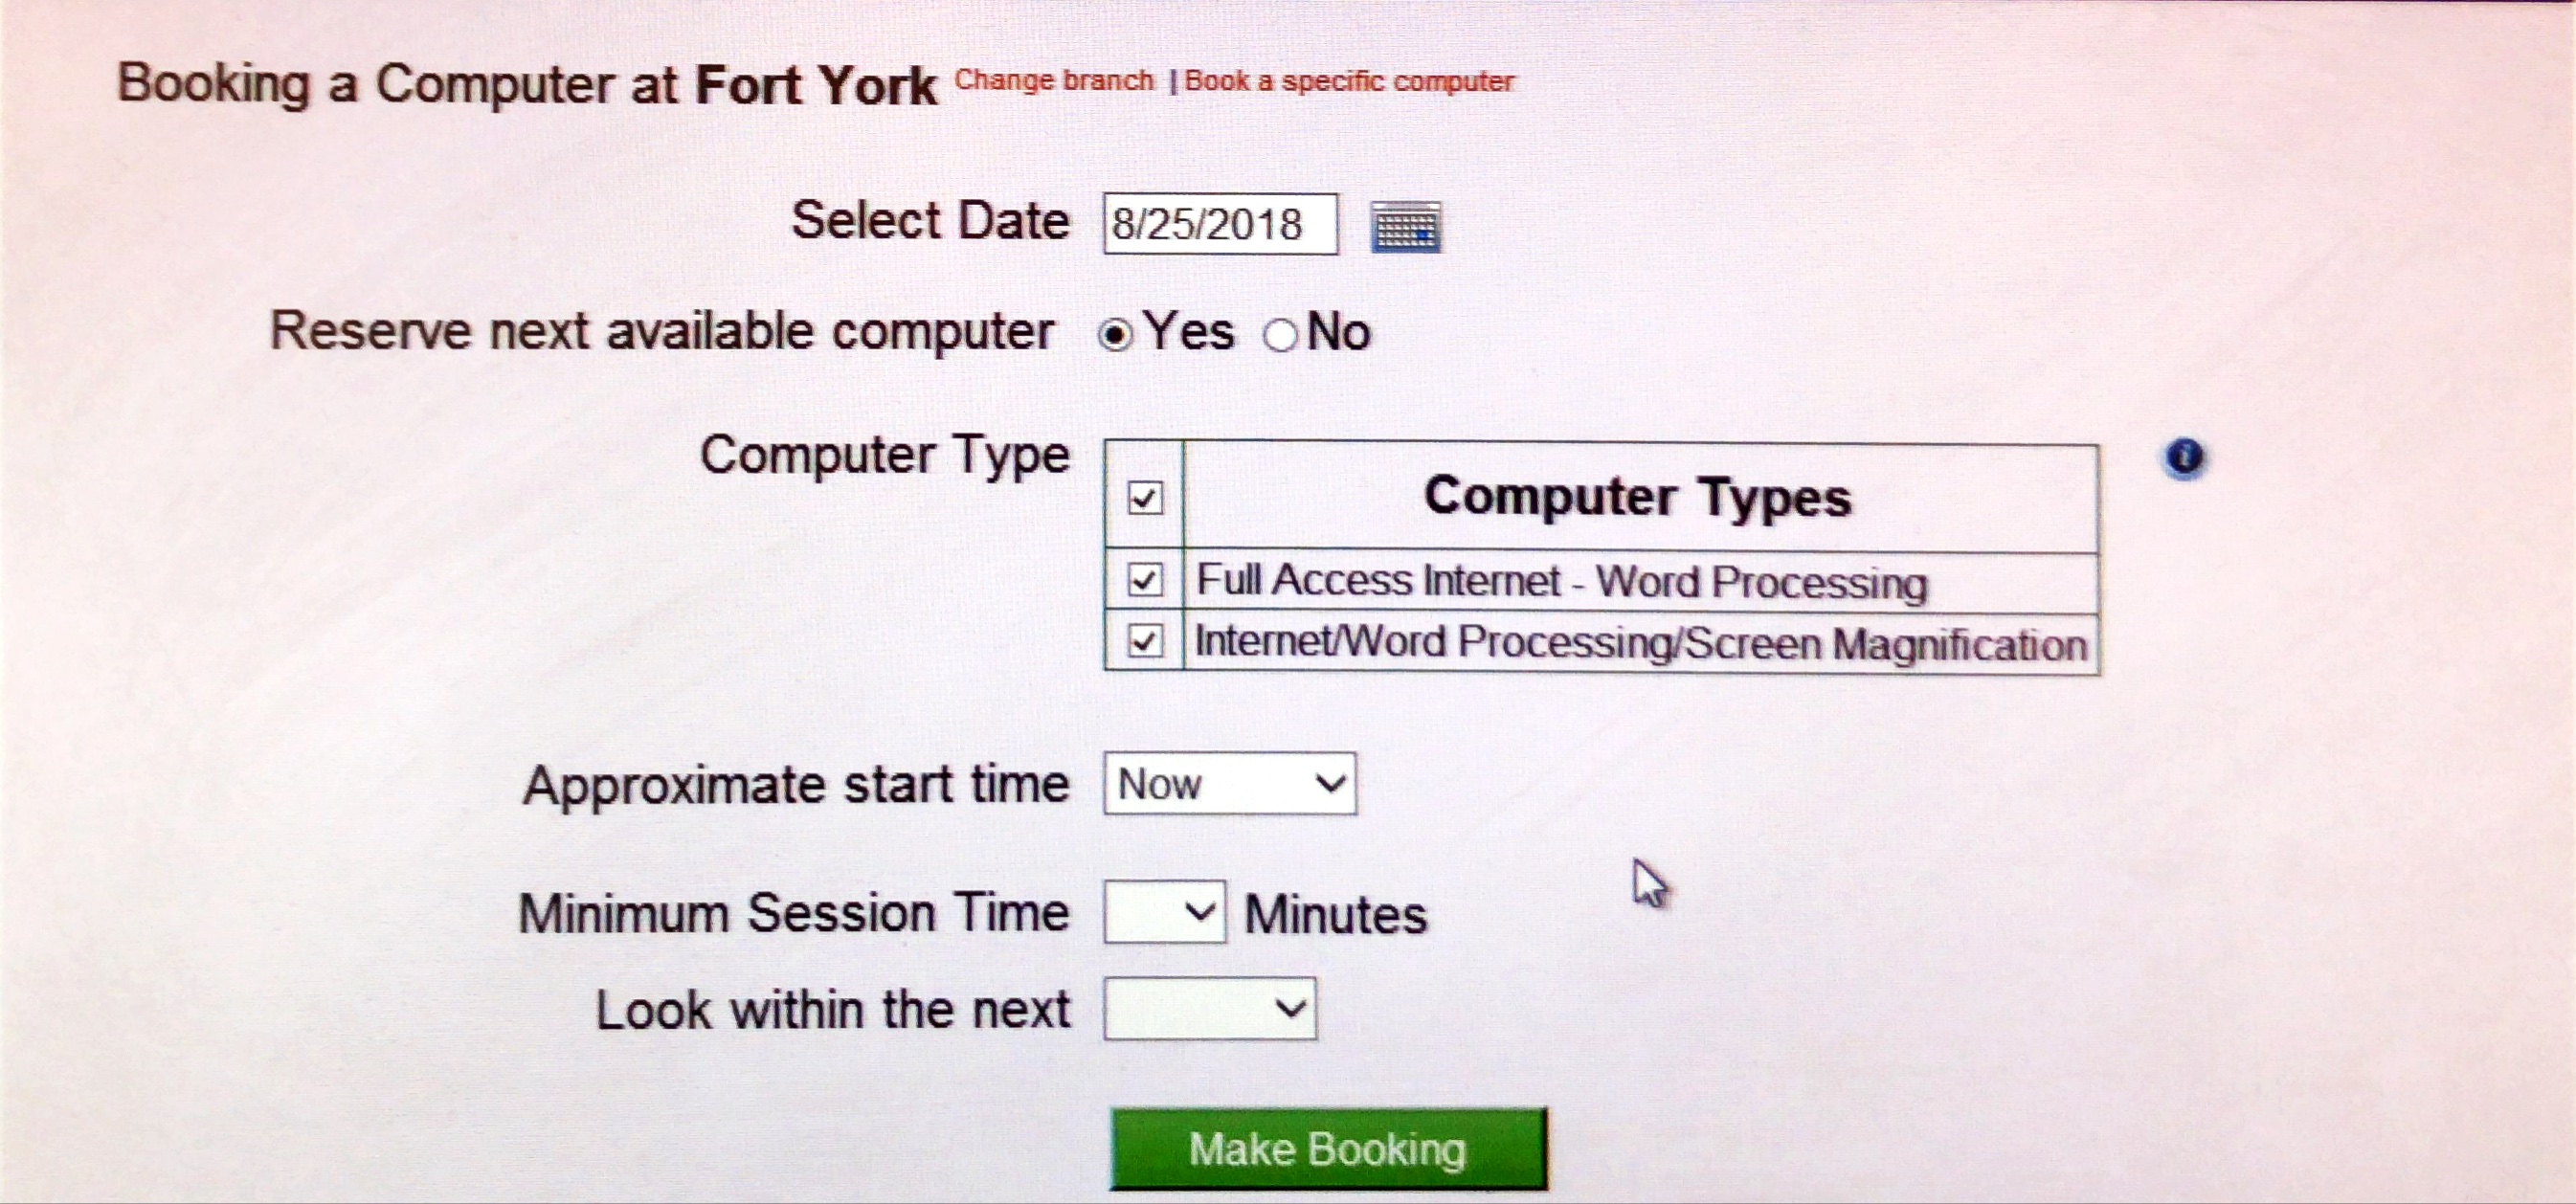 Booking a Computer at Fort York Change branch | Book a specific computer
Select Date 8/25/2018
Reserve next available computer Yes No
Computer Type
Computer Types
Full Access Internet - Word Processing
Internet/Word Processing/Screen Magnification
Approximate start time Now
Minimum Session Time Minutes
Look within the next
Make Booking